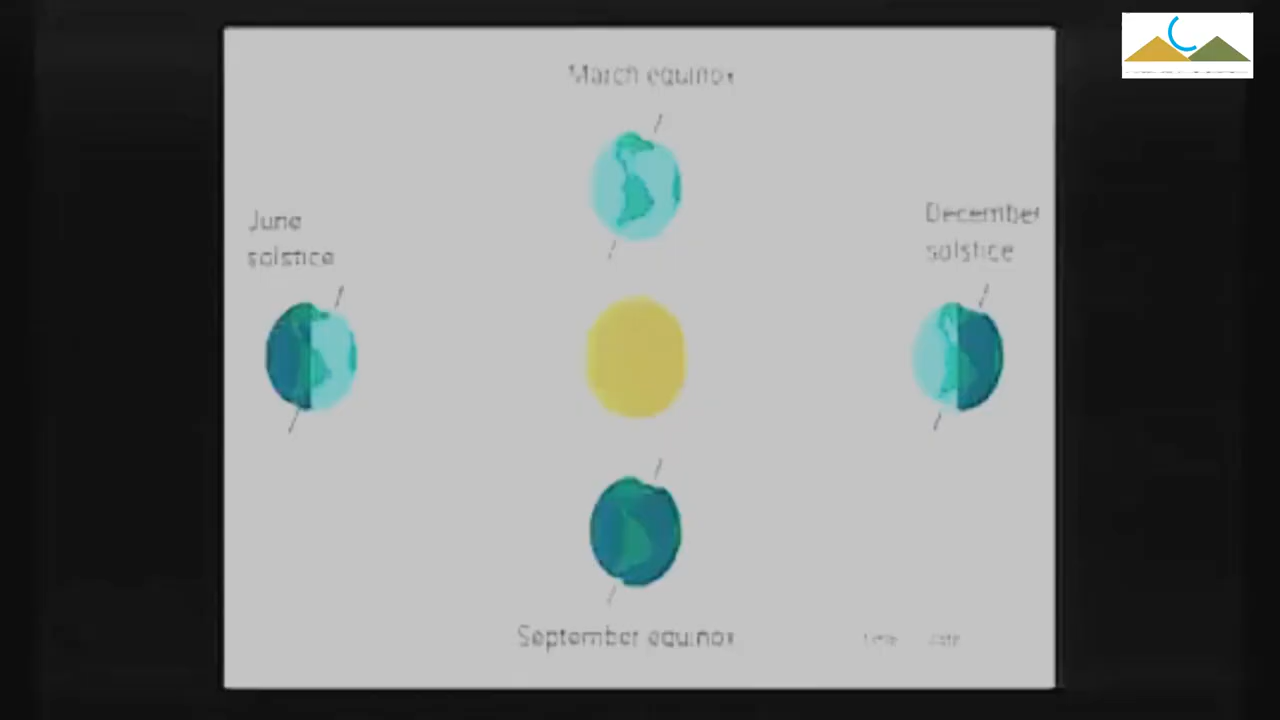 March equinox
June
solstice
December
solstice
September equinox